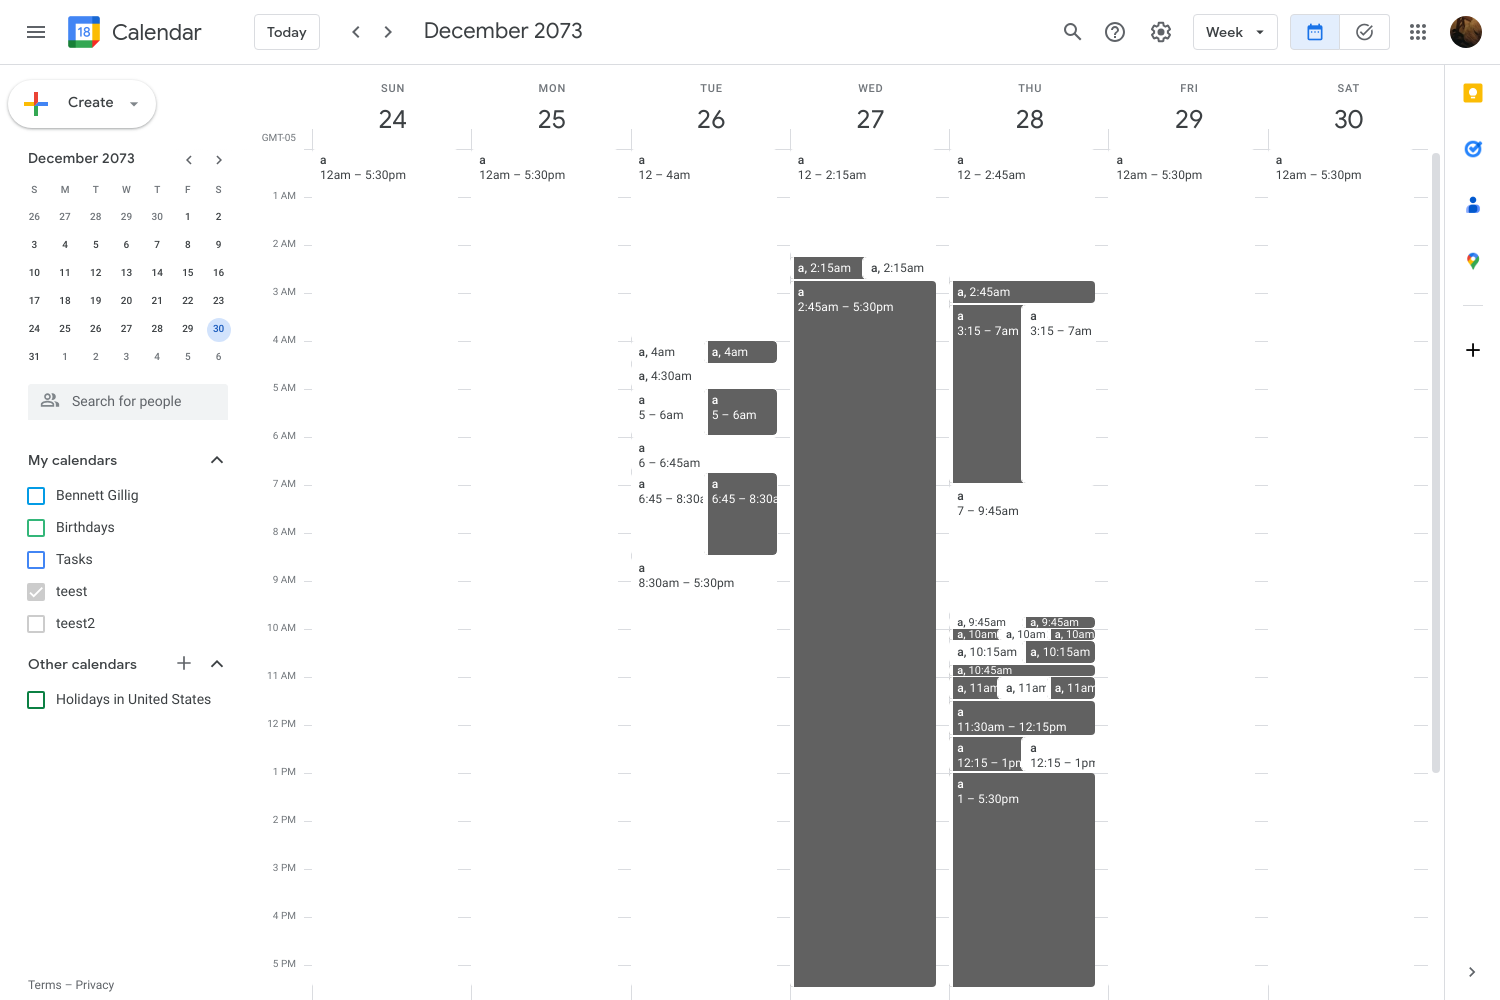 18 Calendar
Today
December 2073
Week
Create
December 2073
S M T W T F S
26 27 28 29 30 1 2
3 4 5 6 7 8 9
10 11 12 13 14 15 16
17 18 19 20 21 22 23
24 25 26 27 28 29 30
31 1 2 3 4 5 6
Search for people
My calendars
Bennett Gillig
Birthdays
Tasks
teest
teest2
Other calendars
Holidays in United States
Terms – Privacy
GMT-05
1 AM
2 AM
3 AM
4 AM
5 AM
6 AM
7 AM
8 AM
9 AM
10 AM
11 AM
12 PM
1 PM
2 PM
3 PM
4 PM
5 PM
SUN
24
a
12am – 5:30pm
MON
25
a
12am – 5:30pm
TUE
26
a
12 – 4am
a, 4am
a, 4am
a, 4:30am
a
5 – 6am
a
5 – 6am
a
6 – 6:45am
a
6:45 – 8:30a
a
6:45 – 8:30a
a
8:30am – 5:30pm
WED
27
a
12 – 2:15am
a, 2:15am
a, 2:15am
a
2:45am – 5:30pm
THU
28
a
12 – 2:45am
a, 2:45am
a
3:15 – 7am
a
3:15 – 7am
a
7 – 9:45am
a, 9:45am
a, 9:45am
a, 10am
a, 10am
a, 10am
a, 10:15am
a, 10:15am
a, 10:45am
a, 11am
a, 11am
a, 11am
a
11:30am – 12:15pm
a
12:15 – 1pm
a
12:15 – 1pm
a
1 – 5:30pm
FRI
29
a
12am – 5:30pm
SAT
30
a
12am – 5:30pm